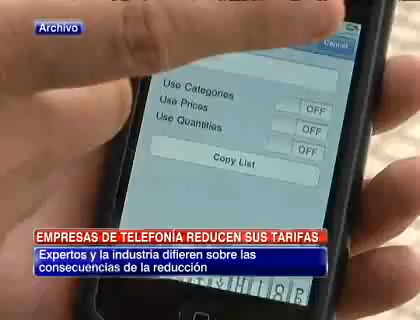 Archivo
Cancel
Use Categories
OFF
Use Prices
OFF
Use Quantities
OFF
Copy List
EMPRESAS DE TELEFONÍA REDUCEN SUS TARIFAS
Expertos y la industria difieren sobre las
consecuencias de la reducción